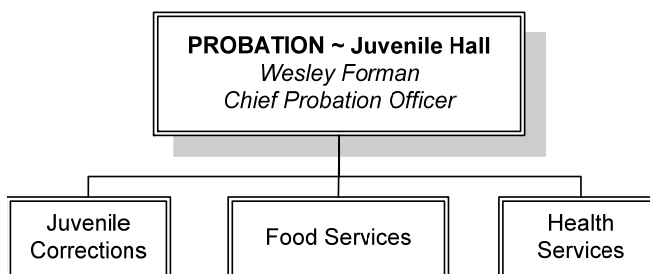 PROBATION ~ Juvenile Hall
Wesley Forman
Chief Probation Officer
Juvenile
Corrections
Food Services
Health
Services